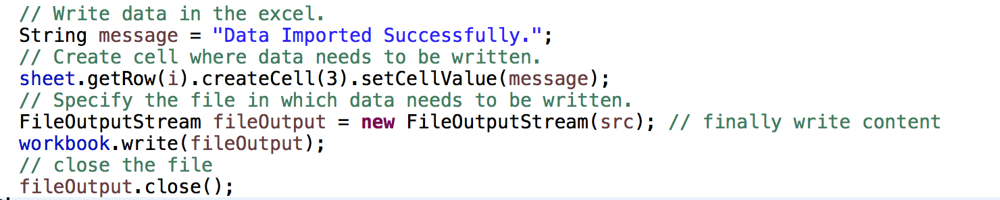 // Write data in the excel.
String message = "Data Imported Successfully.";
// Create cell where data needs to be written.
sheet.getRow(i).createCell(3).setCellValue(message);
// Specify the file in which data needs to be written.
FileOutputStream fileOutput = new FileOutputStream(src); // finally write content
workbook.write(fileOutput);
// close the file
fileOutput.close();